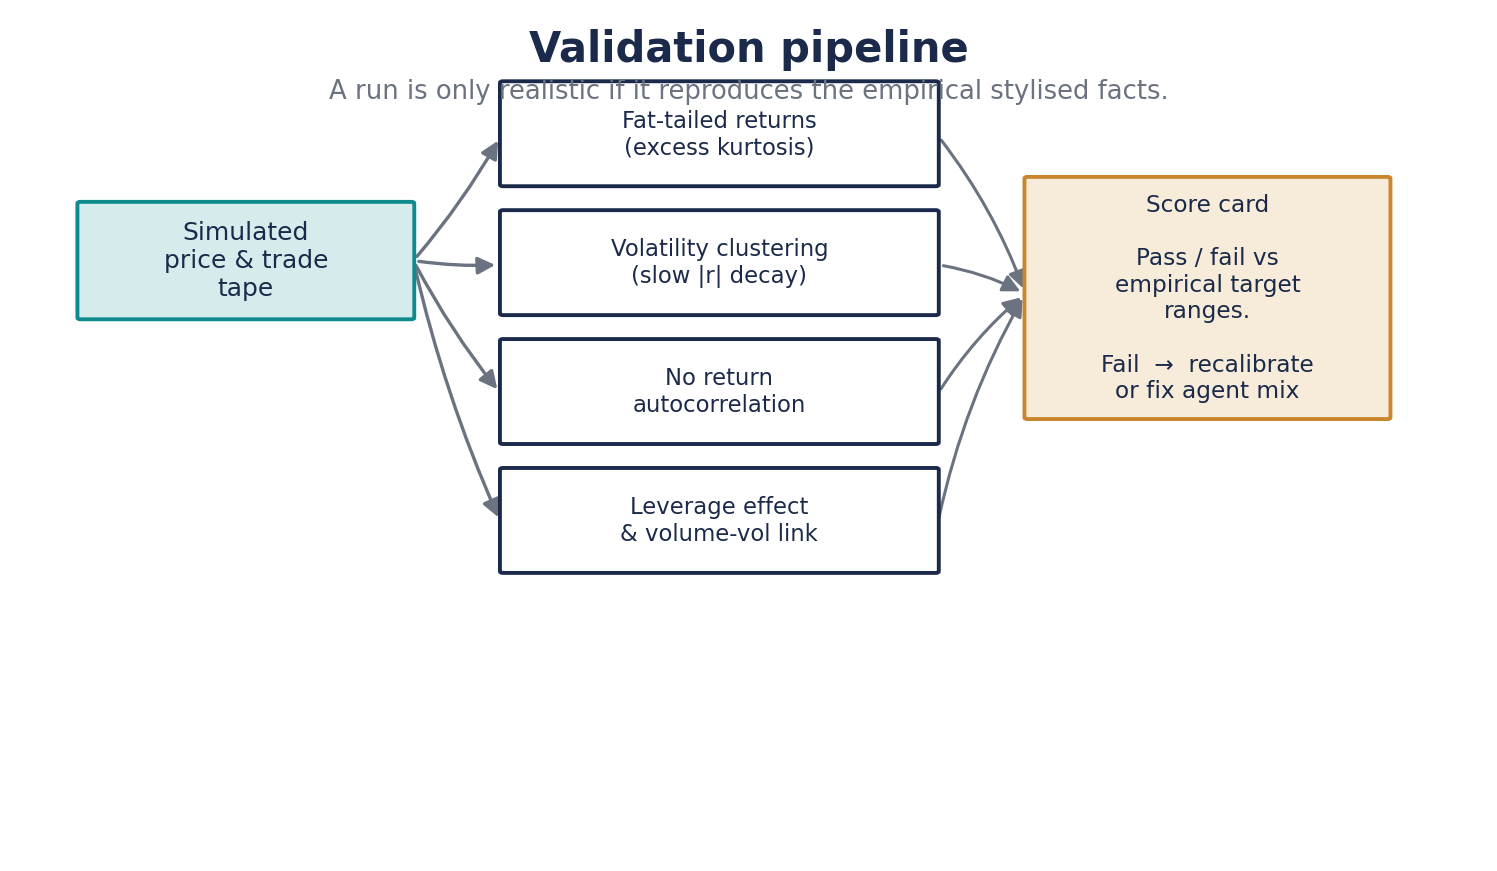 Validation pipeline
A run is only realistic if it reproduces the empirical stylised facts.
Simulated
price & trade
tape
Fat-tailed returns
(excess kurtosis)
Volatility clustering
(slow |r| decay)
No return
autocorrelation
Leverage effect
& volume-vol link
Score card
Pass / fail vs
empirical target
ranges.
Fail → recalibrate
or fix agent mix